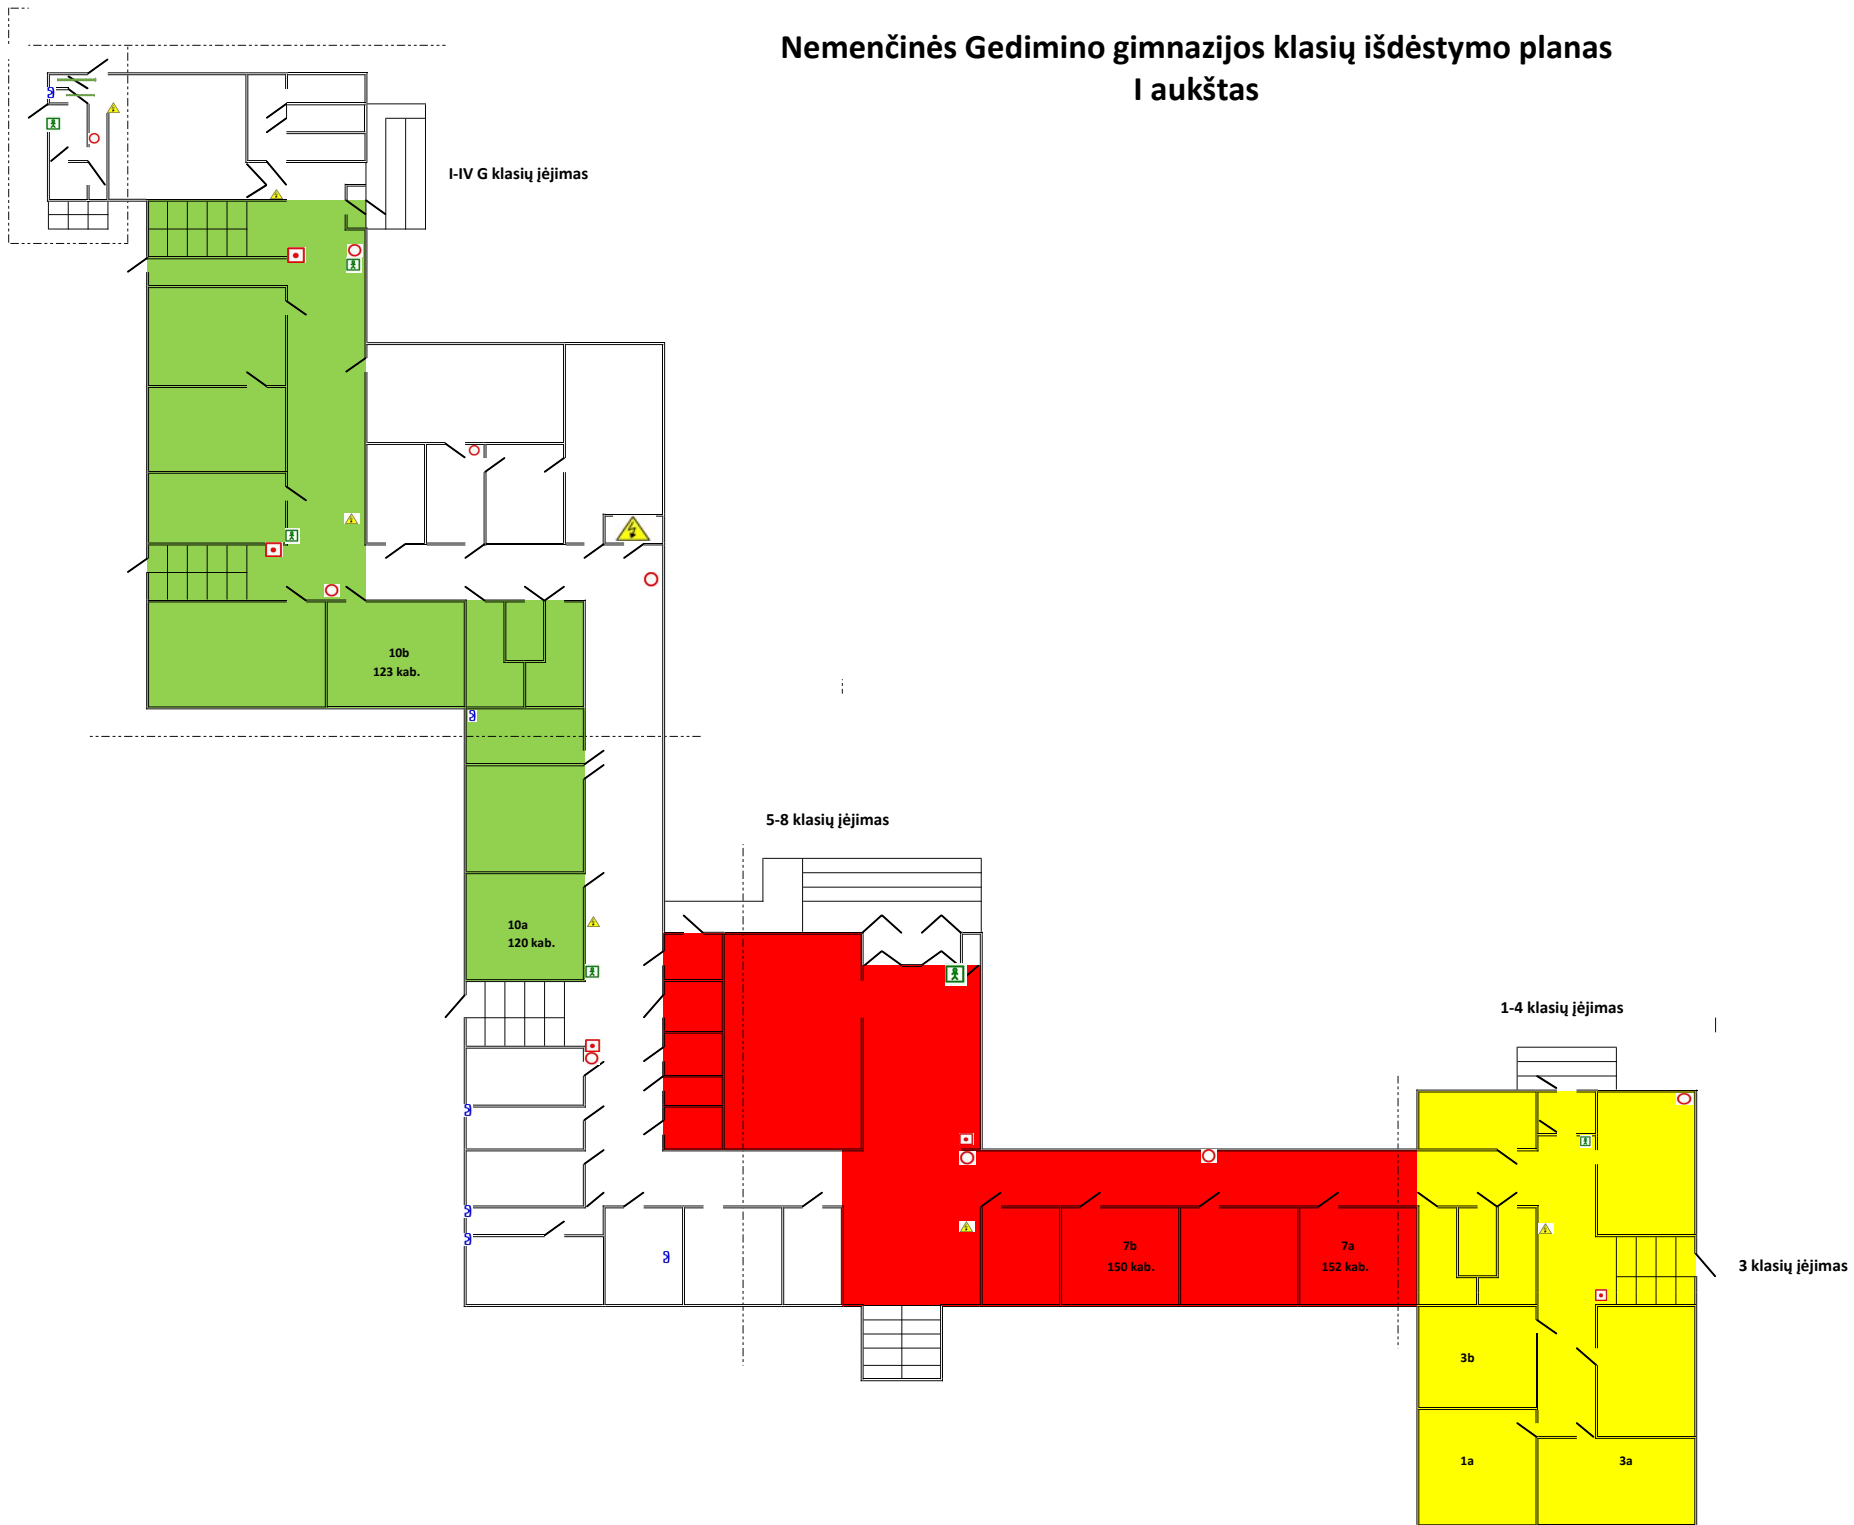 Nemenčinės Gedimino gimnazijos klasių išdėstymo planas
I aukštas
I-IV G klasių įėjimas
10b
123 kab.
5-8 klasių įėjimas
10a
120 kab.
1-4 klasių įėjimas
7b
150 kab.
7a
152 kab.
3 klasių įėjimas
3b
1a
3a